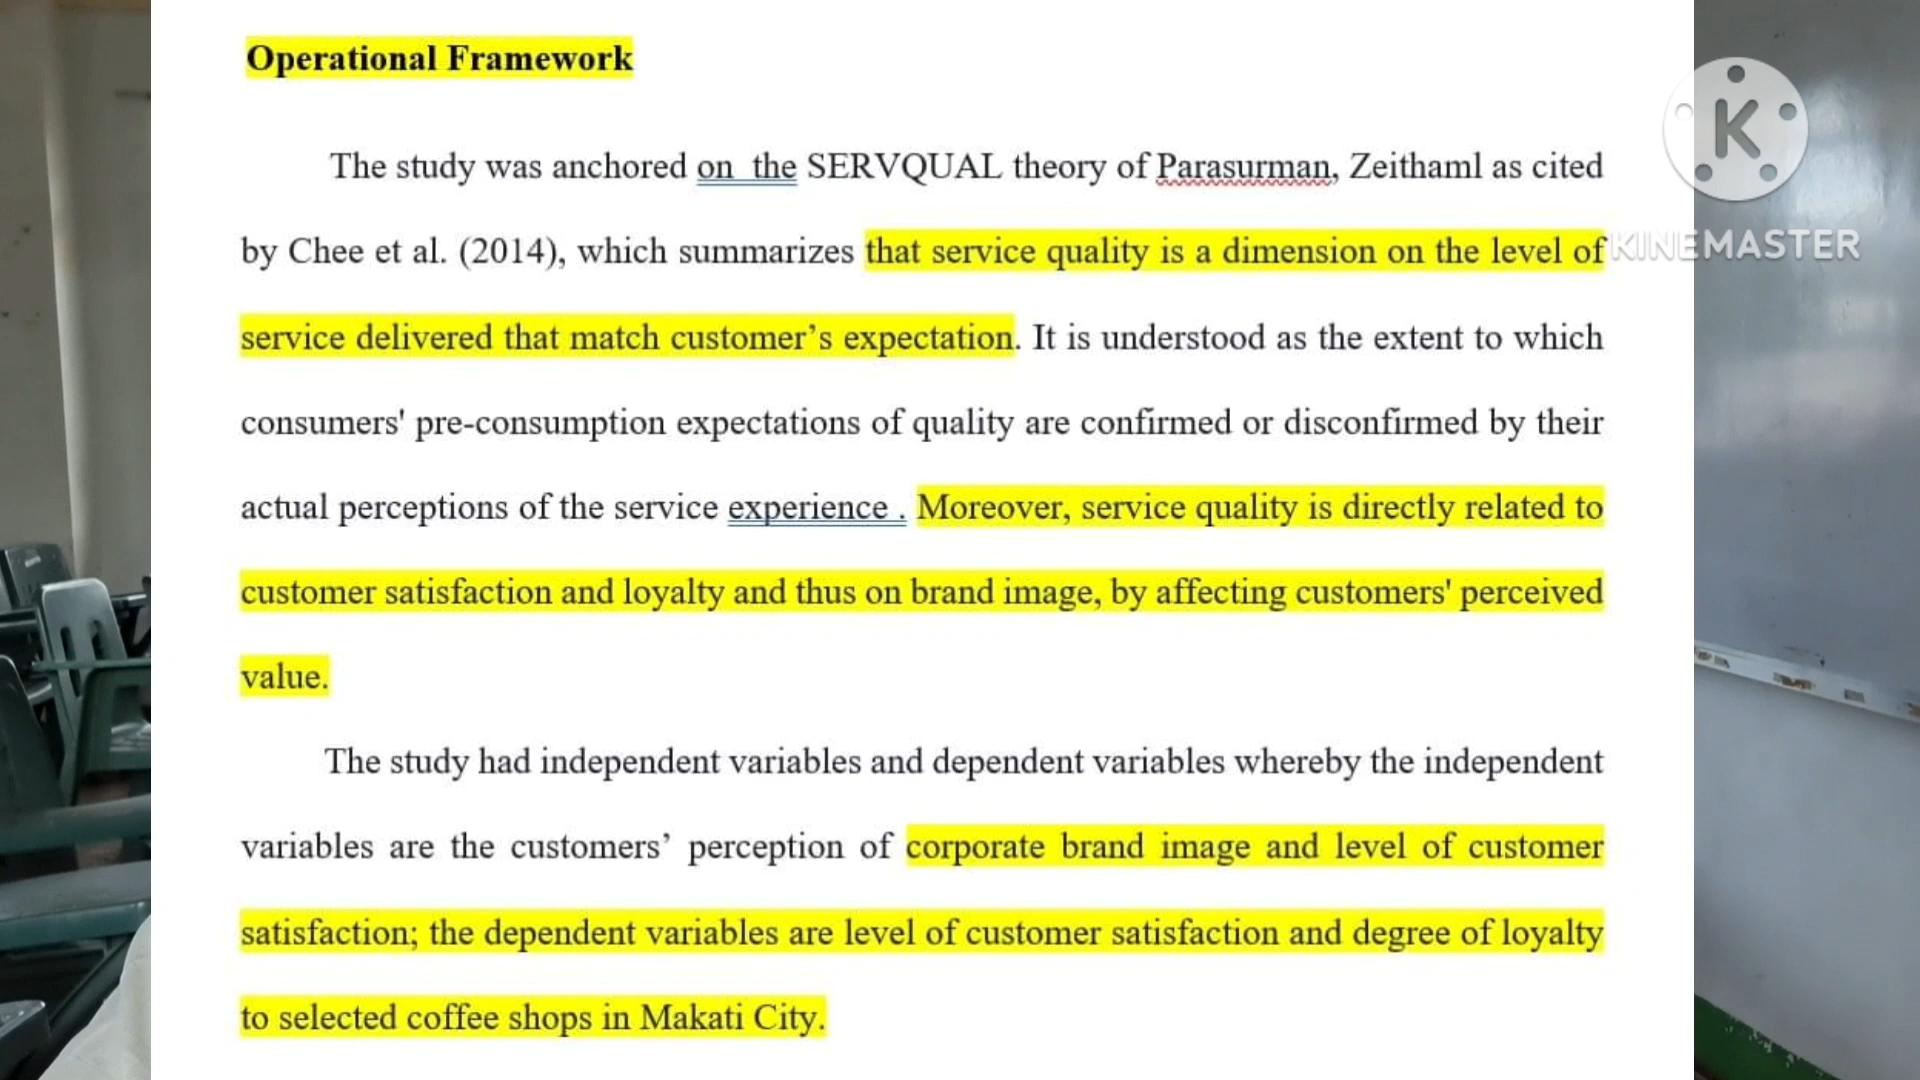 Operational Framework
The study was anchored on the SERVQUAL theory of Parasurman, Zeithaml as cited
by Chee et al. (2014), which summarizes that service quality is a dimension on the level of
service delivered that match customer’s expectation. It is understood as the extent to which
consumers' pre-consumption expectations of quality are confirmed or disconfirmed by their
actual perceptions of the service experience . Moreover, service quality is directly related to
customer satisfaction and loyalty and thus on brand image, by affecting customers' perceived
value.
The study had independent variables and dependent variables whereby the independent
variables are the customers’ perception of corporate brand image and level of customer
satisfaction; the dependent variables are level of customer satisfaction and degree of loyalty
to selected coffee shops in Makati City.
K
KINEMASTER